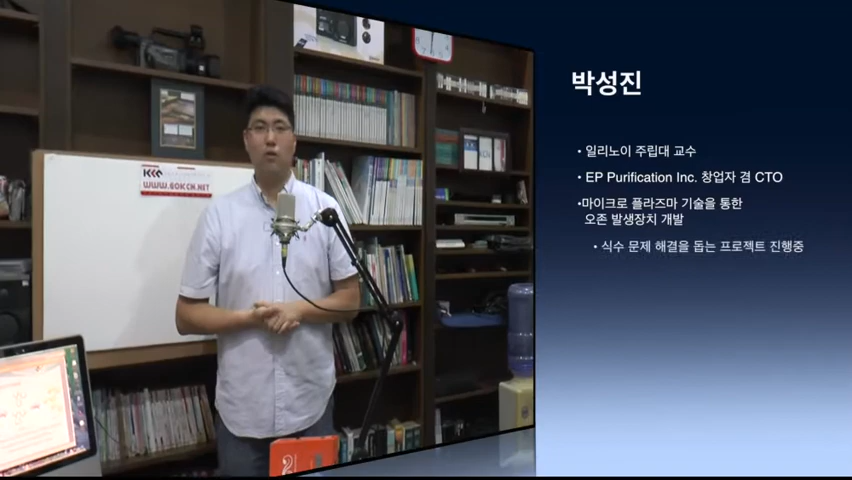 박성진
• 일리노이 주립대 교수
• EP Purification Inc. 창업자 겸 CTO
•마이크로 플라즈마 기술을 통한
오존 발생장치 개발
• 식수 문제 해결을 돕는 프로젝트 진행중
KCC
WWW.60KCH.NET